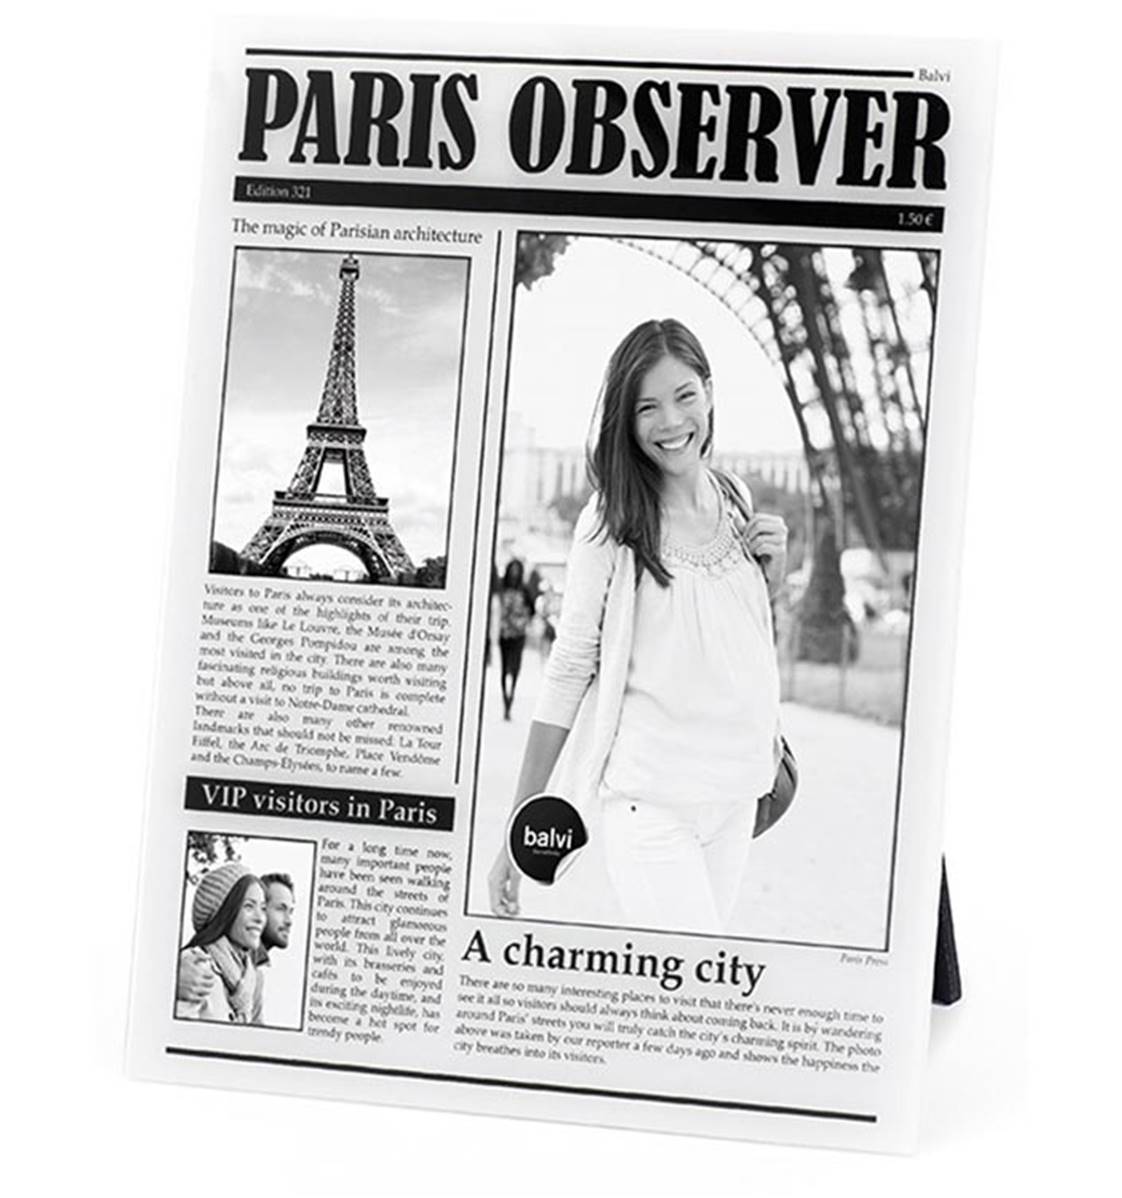 Balvi
PARIS OBSERVER
Edition 321
1.50 €
The magic of Parisian architecture
Visitors to Paris always consider its architec-
ture as one of the highlights of their trip.
Museums like Le Louvre, the Musée d'Orsay
and the Georges Pompidou are among the
most visited in the city. There are also many
fascinating religious buildings worth visiting
but above all, no trip to Paris is complete
without a visit to Notre-Dame cathedral.
There are also many other renowned
landmarks that should not be missed: La Tour
Eiffel, the Arc de Triomphe, Place Vendôme
and the Champs-Élysées, to name a few.
VIP visitors in Paris
For a long time now,
many important people
have been seen walking
around the streets of
Paris. This city continues
to attract glamorous
people from all over the
world. This lively city,
with its brasseries and
cafés to be enjoyed
during the daytime, and
its exciting nightlife, has
become a hot spot for
trendy people.
balvi
Paris Press
A charming city
There are so many interesting places to visit that there's never enough time to
see it all so visitors should always think about coming back. It is by wandering
around Paris' streets you will truly catch the city's charming spirit. The photo
above was taken by our reporter a few days ago and shows the happiness the
city breathes into its visitors.